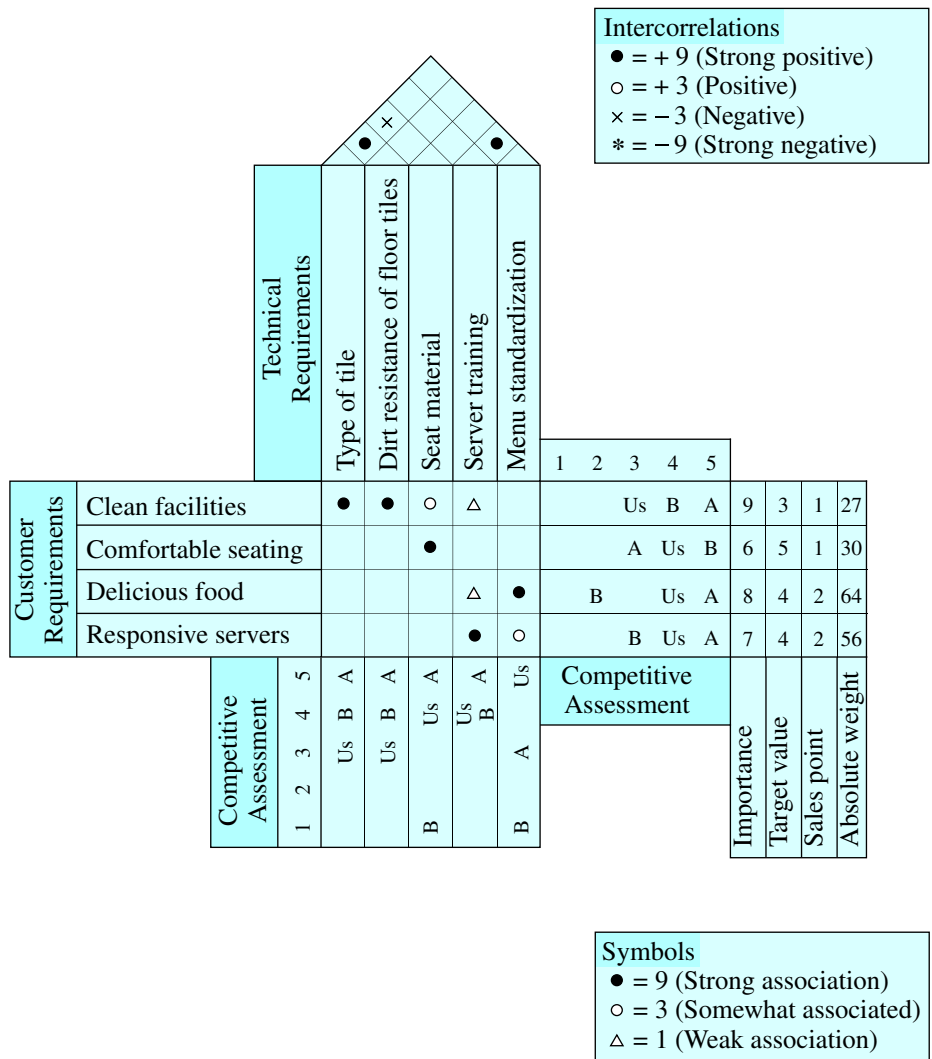 Intercorrelations
● = + 9 (Strong positive)
○ = + 3 (Positive)
× = − 3 (Negative)
* = − 9 (Strong negative)
Technical
Requirements
Type of tile
Dirt resistance of floor tiles
Seat material
Server training
Menu standardization
1 2 3 4 5
Customer
Requirements
Clean facilities ● ● ○ △ Us B A 9 3 1 27
Comfortable seating ● A Us B 6 5 1 30
Delicious food △ ● B Us A 8 4 2 64
Responsive servers ● ○ B Us A 7 4 2 56
Competitive
Assessment
1 2 3 4 5
Us B A
Us B A
B Us A
Us B A
B A Us
Competitive
Assessment
Importance
Target value
Sales point
Absolute weight
Symbols
● = 9 (Strong association)
○ = 3 (Somewhat associated)
△ = 1 (Weak association)